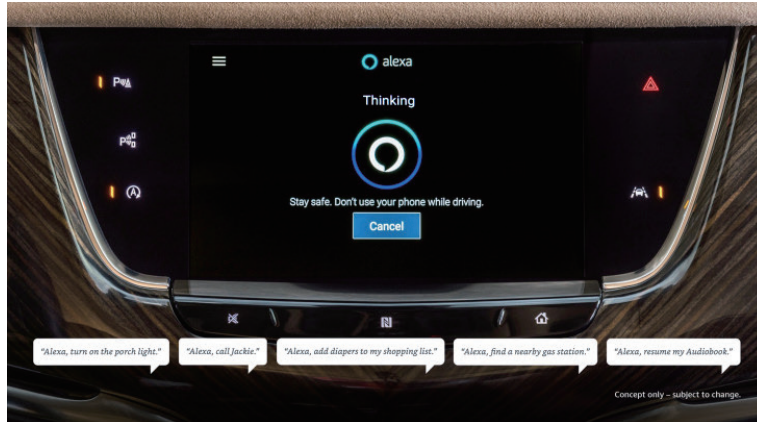 alexa
Thinking
Stay safe. Don't use your phone while driving.
Cancel
"Alexa, turn on the porch light."
"Alexa, call Jackie."
"Alexa, add diapers to my shopping list."
"Alexa, find a nearby gas station."
"Alexa, resume my Audiobook."
Concept only – subject to change.